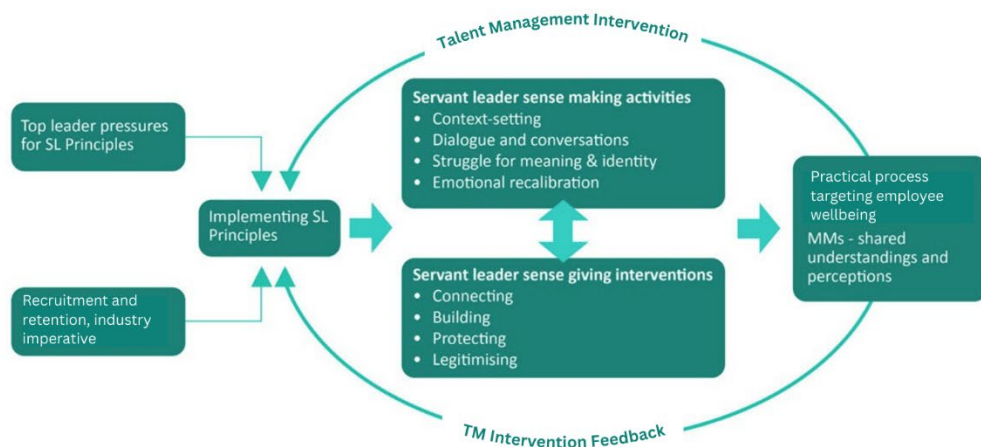 Talent Management Intervention
Top leader pressures
for SL Principles
Recruitment and
retention, industry
imperative
Implementing SL
Principles
Servant leader sense making activities
• Context-setting
• Dialogue and conversations
• Struggle for meaning & identity
• Emotional recalibration
Servant leader sense giving interventions
• Connecting
• Building
• Protecting
• Legitimising
Practical process
targeting employee
wellbeing
MMs - shared
understandings and
perceptions
TM Intervention Feedback